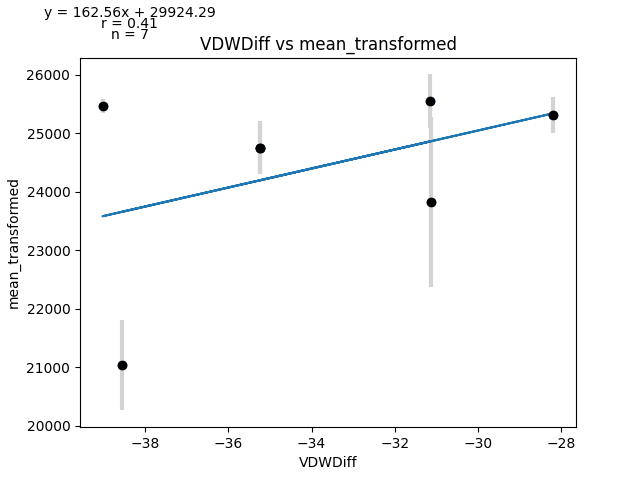 y = 162.56x + 29924.29
r = 0.41
n = 7
VDWDiff vs mean_transformed
26000
25000
24000
23000
22000
21000
20000
mean_transformed
−38
−36
−34
−32
−30
−28
VDWDiff